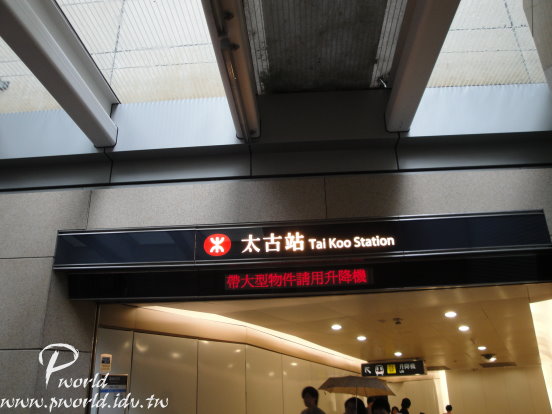 太古站 Tai Koo Station
帶大型物件請用升降機
升降機
Pworld
www.pworld.idv.tw